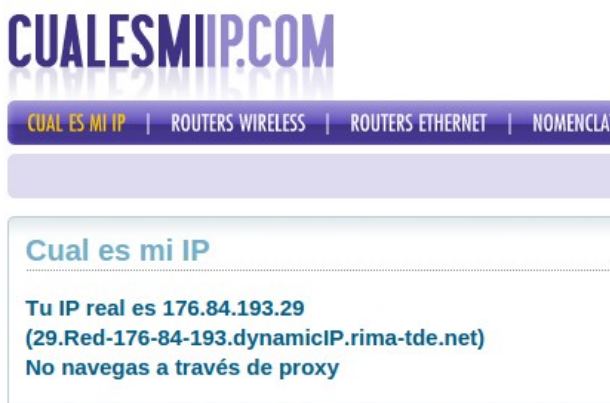 CUALESMIIP.COM
CUAL ES MI IP | ROUTERS WIRELESS | ROUTERS ETHERNET |
Cual es mi IP
Tu IP real es 176.84.193.29
(29.Red-176-84-193.dynamicIP.rima-tde.net)
No navegas a través de proxy